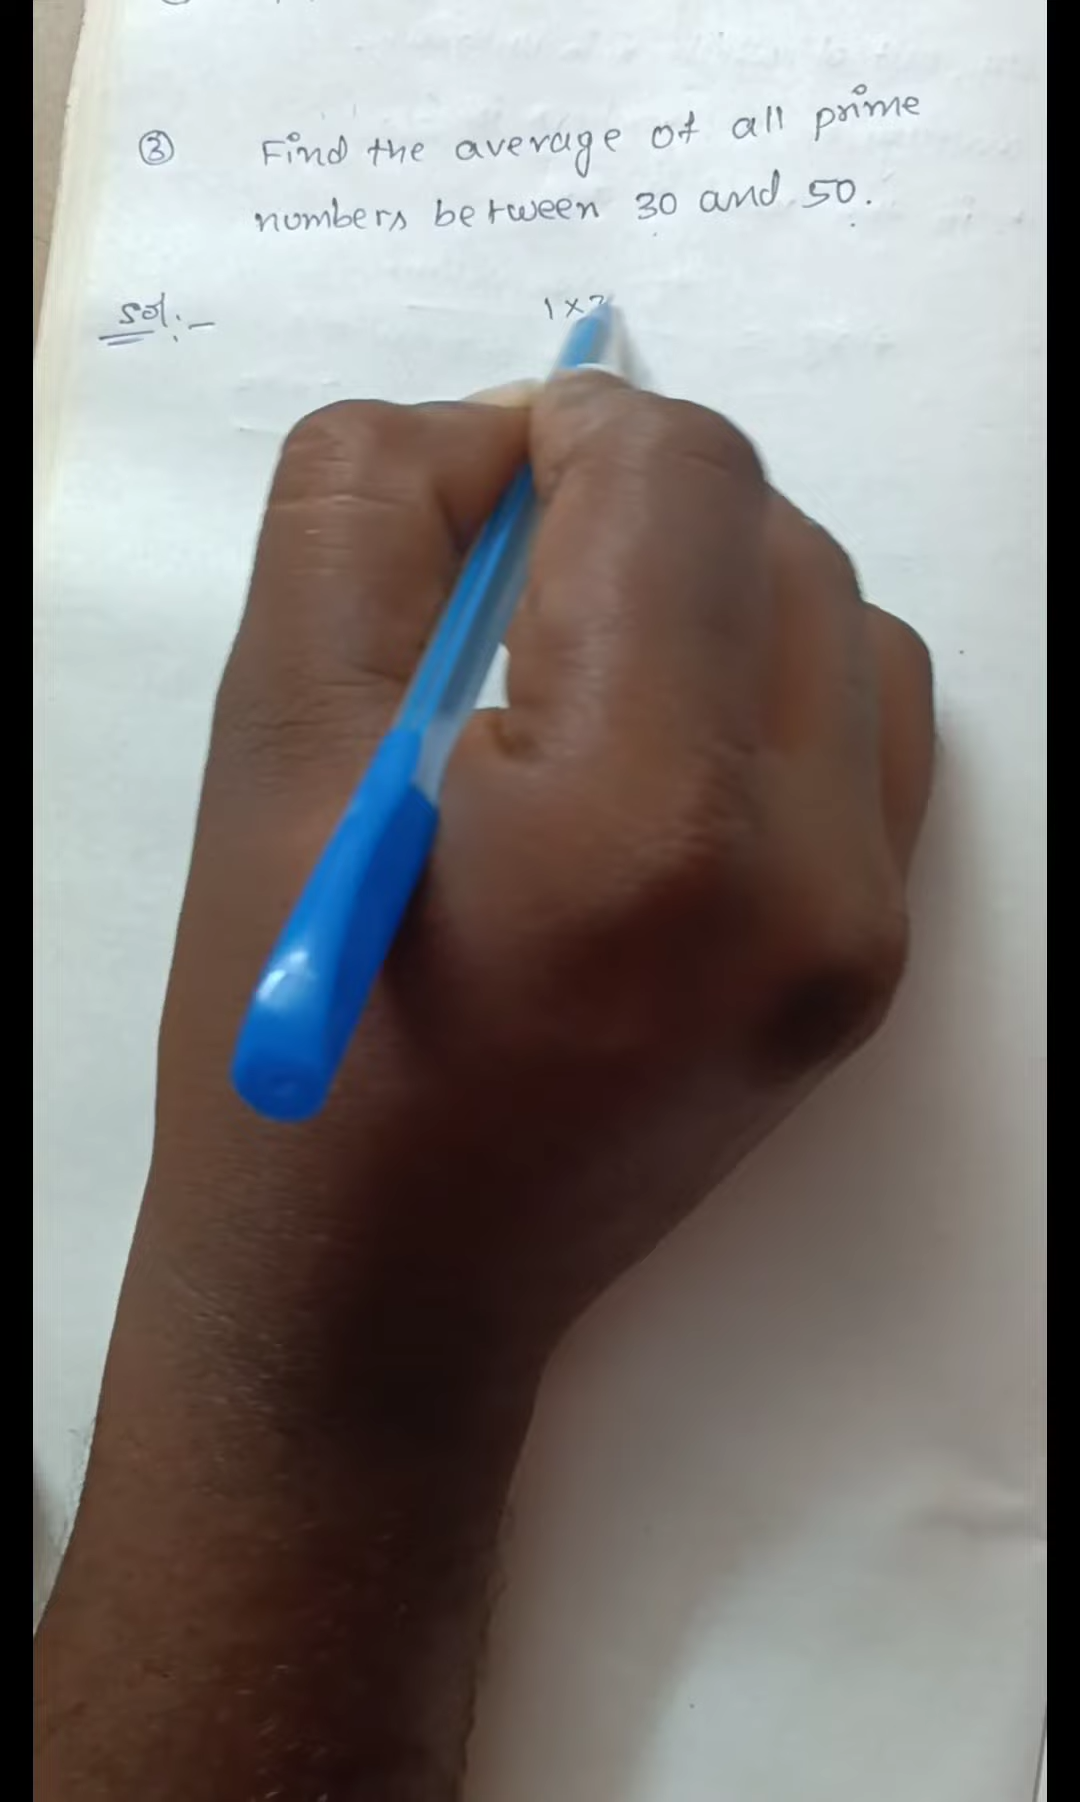 ③ Find the average of all prime
numbers between 30 and 50.
Sol:-
1 ×